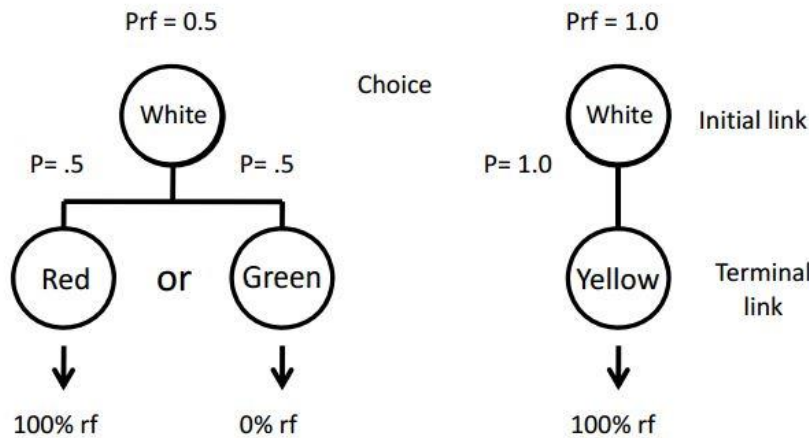 Prf = 0.5
Prf = 1.0
Choice
White
White
Initial link
P= .5
P= .5
P= 1.0
Red
or
Green
Yellow
Terminal
link
100% rf
0% rf
100% rf